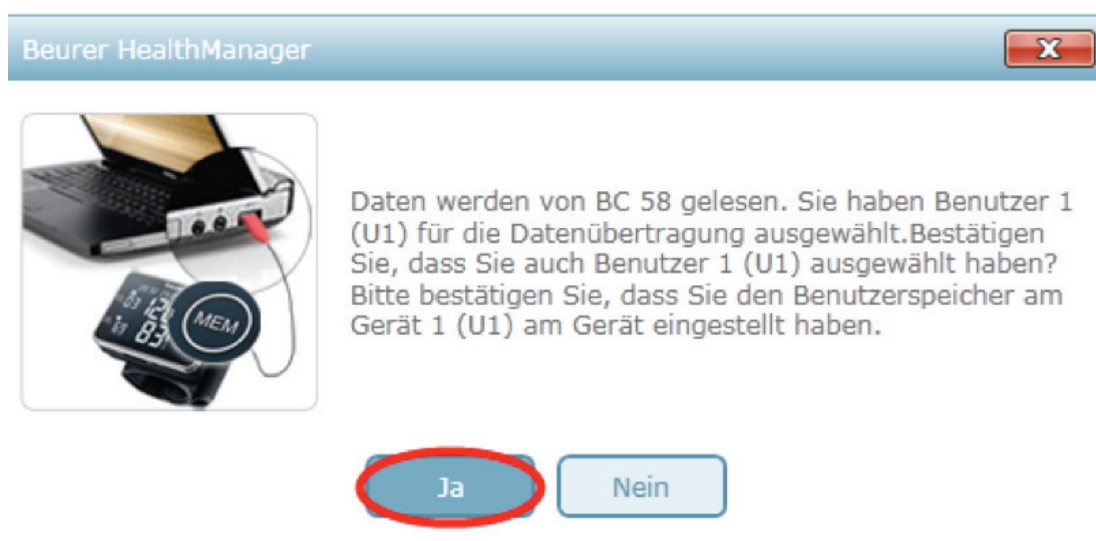 Beurer HealthManager
X
Daten werden von BC 58 gelesen. Sie haben Benutzer 1
(U1) für die Datenübertragung ausgewählt.Bestätigen
Sie, dass Sie auch Benutzer 1 (U1) ausgewählt haben?
Bitte bestätigen Sie, dass Sie den Benutzerspeicher am
Gerät 1 (U1) am Gerät eingestellt haben.
MEM
Ja
Nein